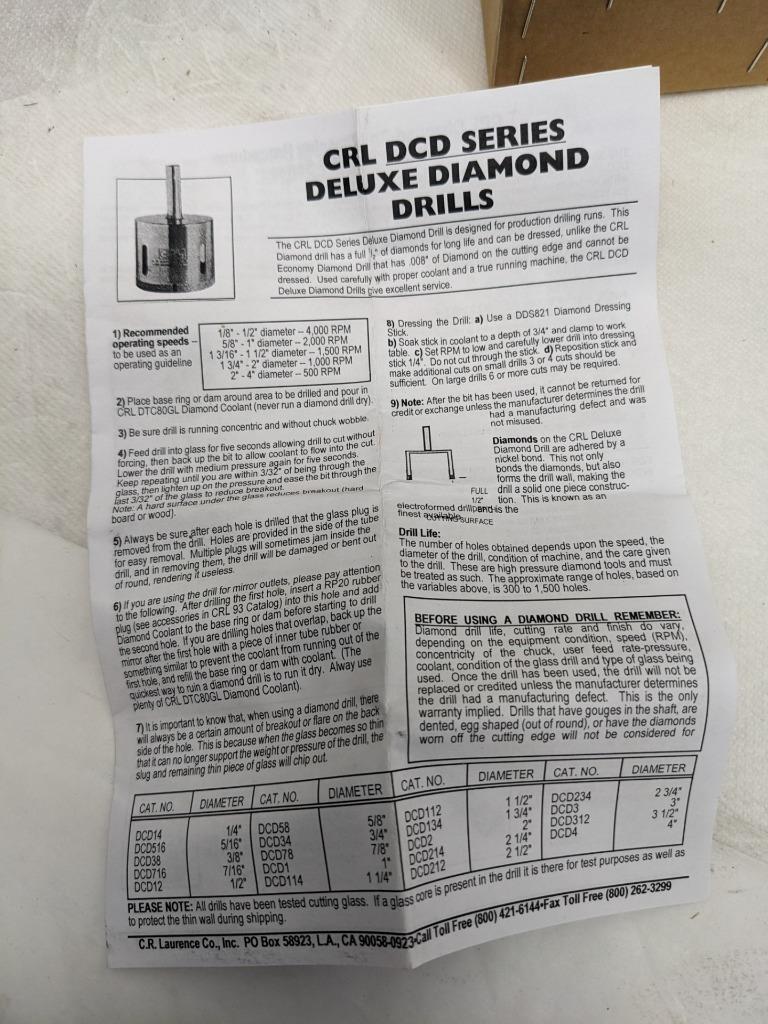 CRL DCD SERIES
DELUXE DIAMOND
DRILLS
The CRL DCD Series Deluxe Diamond Drill is designed for production drilling runs. This
Diamond drill has a full ½" of diamonds for long life and can be dressed, unlike the CRL
Economy Diamond Drill that has .008" of Diamond on the cutting edge and cannot be
dressed. Used carefully with proper coolant and a true running machine, the CRL DCD
Deluxe Diamond Drills give excellent service.
1) Recommended
operating speeds –
to be used as an
operating guideline
1/8" - 1/2" diameter – 4,000 RPM
5/8" - 1" diameter – 2,000 RPM
1 3/16" - 1 1/2" diameter – 1,500 RPM
1 3/4" - 2" diameter – 1,000 RPM
2" - 4" diameter – 500 RPM
2) Place base ring or dam around area to be drilled and pour in
CRL DTC80GL Diamond Coolant (never run a diamond drill dry).
3) Be sure drill is running concentric and without chuck wobble.
4) Feed drill into glass for five seconds allowing drill to cut without
forcing, then back up the bit to allow coolant to flow into the cut.
Lower the drill with medium pressure again for five seconds.
Keep repeating until you are within 3/32" of being through the
glass, then lighten up on the pressure and ease the bit through the
last 3/32" of the glass to reduce breakout.
Note: A hard surface under the glass reduces breakout (hard
board or wood).
5) Always be sure after each hole is drilled that the glass plug is
removed from the drill. Holes are provided in the side of the tube
for easy removal. Multiple plugs will sometimes jam inside the
drill, and in removing them, the drill will be damaged or bent out
of round, rendering it useless.
6) If you are using the drill for mirror outlets, please pay attention
to the following. After drilling the first hole, insert a RP20 rubber
plug (see accessories in CRL 93 Catalog) into this hole and add
Diamond Coolant to the base ring or dam before starting to drill
the second hole. If you are drilling holes that overlap, back up the
mirror after the first hole with a piece of inner tube rubber or
something similar to prevent the coolant from running out of the
first hole, and refill the base ring or dam with coolant. (The
quickest way to ruin a diamond drill is to run it dry. Alway use
plenty of CRL DTC80GL Diamond Coolant).
7) It is important to know that, when using a diamond drill, there
will always be a certain amount of breakout or flare on the back
side of the hole. This is because when the glass becomes so thin
that it can no longer support the weight or pressure of the drill, the
slug and remaining thin piece of glass will chip out.
8) Dressing the Drill: a) Use a DDS821 Diamond Dressing
Stick.
b) Soak stick in coolant to a depth of 3/4" and clamp to work
table. c) Set RPM to low and carefully lower drill into dressing
stick 1/4". Do not cut through the stick. d) Reposition stick and
make additional cuts on small drills 3 or 4 cuts should be
sufficient. On large drills 6 or more cuts may be required.
9) Note: After the bit has been used, it cannot be returned for
credit or exchange unless the manufacturer determines the drill
had a manufacturing defect and was
not misused.
Diamonds on the CRL Deluxe
Diamond Drill are adhered by a
nickel bond. This not only
bonds the diamonds, but also
forms the drill wall, making the
drill a solid one piece construc-
tion. This is known as an
FULL
1/2"
electroformed drill and is the
finest available.
CUTTING SURFACE
Drill Life:
The number of holes obtained depends upon the speed, the
diameter of the drill, condition of machine, and the care given
to the drill. These are high pressure diamond tools and must
be treated as such. The approximate range of holes, based on
the variables above, is 300 to 1,500 holes.
BEFORE USING A DIAMOND DRILL REMEMBER:
Diamond drill life, cutting rate and finish do vary,
depending on the equipment condition, speed (RPM),
concentricity of the chuck, user feed rate-pressure,
coolant, condition of the glass drill and type of glass being
used. Once the drill has been used, the drill will not be
replaced or credited unless the manufacturer determines
the drill had a manufacturing defect. This is the only
warranty implied. Drills that have gouges in the shaft, are
dented, egg shaped (out of round), or have the diamonds
worn off the cutting edge will not be considered for
CAT. NO. DIAMETER CAT. NO. DIAMETER CAT. NO. DIAMETER CAT. NO. DIAMETER
DCD14 1/4" DCD58 5/8" DCD112 1 1/2" DCD234 2 3/4"
DCD516 5/16" DCD34 3/4" DCD134 1 3/4" DCD3 3"
DCD38 3/8" DCD78 7/8" DCD2 2" DCD312 3 1/2"
DCD716 7/16" DCD1 1" DCD214 2 1/4" DCD4 4"
DCD12 1/2" DCD114 1 1/4" DCD212 2 1/2"
PLEASE NOTE: All drills have been tested cutting glass. If a glass core is present in the drill it is there for test purposes as well as
to protect the thin wall during shipping.
C.R. Laurence Co., Inc. PO Box 58923, L.A., CA 90058-0923•Call Toll Free (800) 421-6144•Fax Toll Free (800) 262-3299